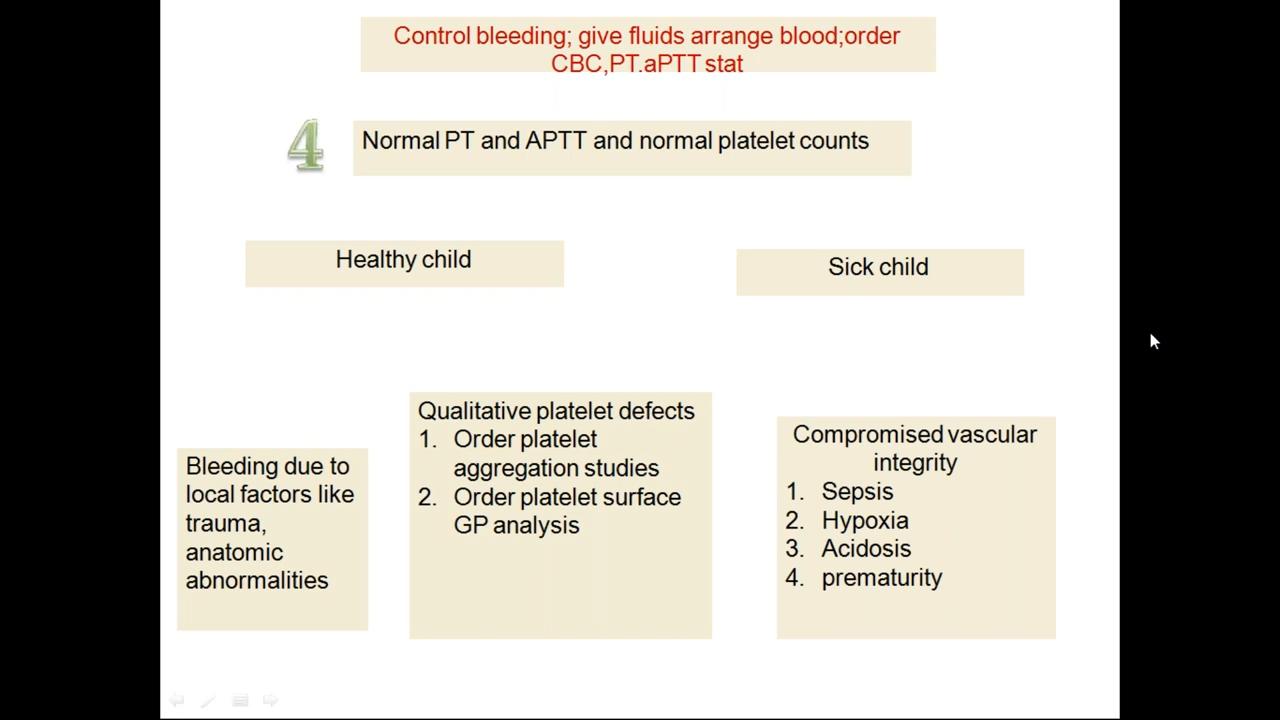 Control bleeding; give fluids arrange blood;order
CBC,PT.aPTT stat
4
Normal PT and APTT and normal platelet counts
Healthy child
Sick child
Bleeding due to
local factors like
trauma,
anatomic
abnormalities
Qualitative platelet defects
1. Order platelet
aggregation studies
2. Order platelet surface
GP analysis
Compromised vascular
integrity
1. Sepsis
2. Hypoxia
3. Acidosis
4. prematurity